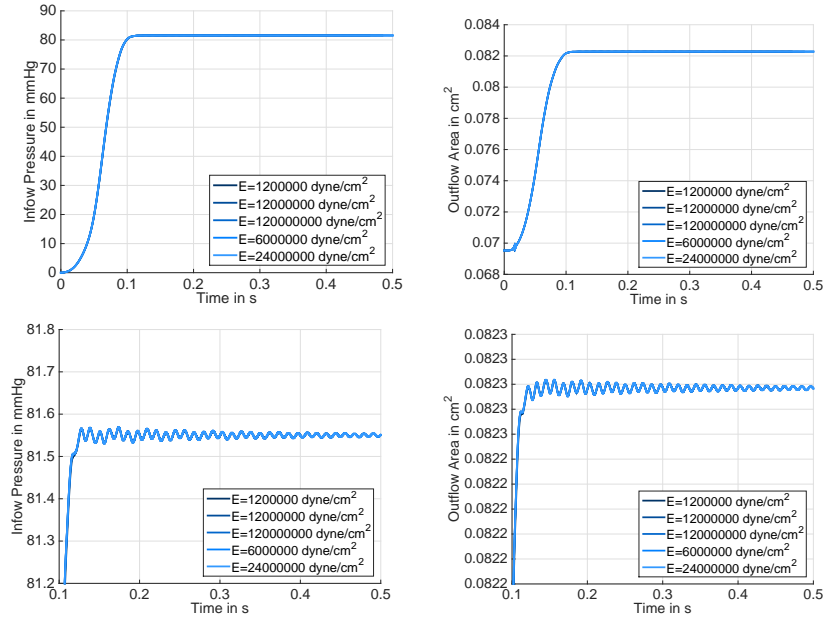 Infow Pressure in mmHg
90
80
70
60
50
40
30
20
10
0
0
0.1
0.2
0.3
0.4
0.5
Time in s
E=1200000 dyne/cm²
E=12000000 dyne/cm²
E=120000000 dyne/cm²
E=6000000 dyne/cm²
E=24000000 dyne/cm²
Outflow Area in cm²
0.084
0.082
0.08
0.078
0.076
0.074
0.072
0.07
0.068
0
0.1
0.2
0.3
0.4
0.5
Time in s
E=1200000 dyne/cm²
E=12000000 dyne/cm²
E=120000000 dyne/cm²
E=6000000 dyne/cm²
E=24000000 dyne/cm²
Infow Pressure in mmHg
81.8
81.7
81.6
81.5
81.4
81.3
81.2
0.1
0.2
0.3
0.4
0.5
Time in s
E=1200000 dyne/cm²
E=12000000 dyne/cm²
E=120000000 dyne/cm²
E=6000000 dyne/cm²
E=24000000 dyne/cm²
Outflow Area in cm²
0.0823
0.0823
0.0823
0.0823
0.0823
0.0822
0.0822
0.0822
0.0822
0.1
0.2
0.3
0.4
0.5
Time in s
E=1200000 dyne/cm²
E=12000000 dyne/cm²
E=120000000 dyne/cm²
E=6000000 dyne/cm²
E=24000000 dyne/cm²